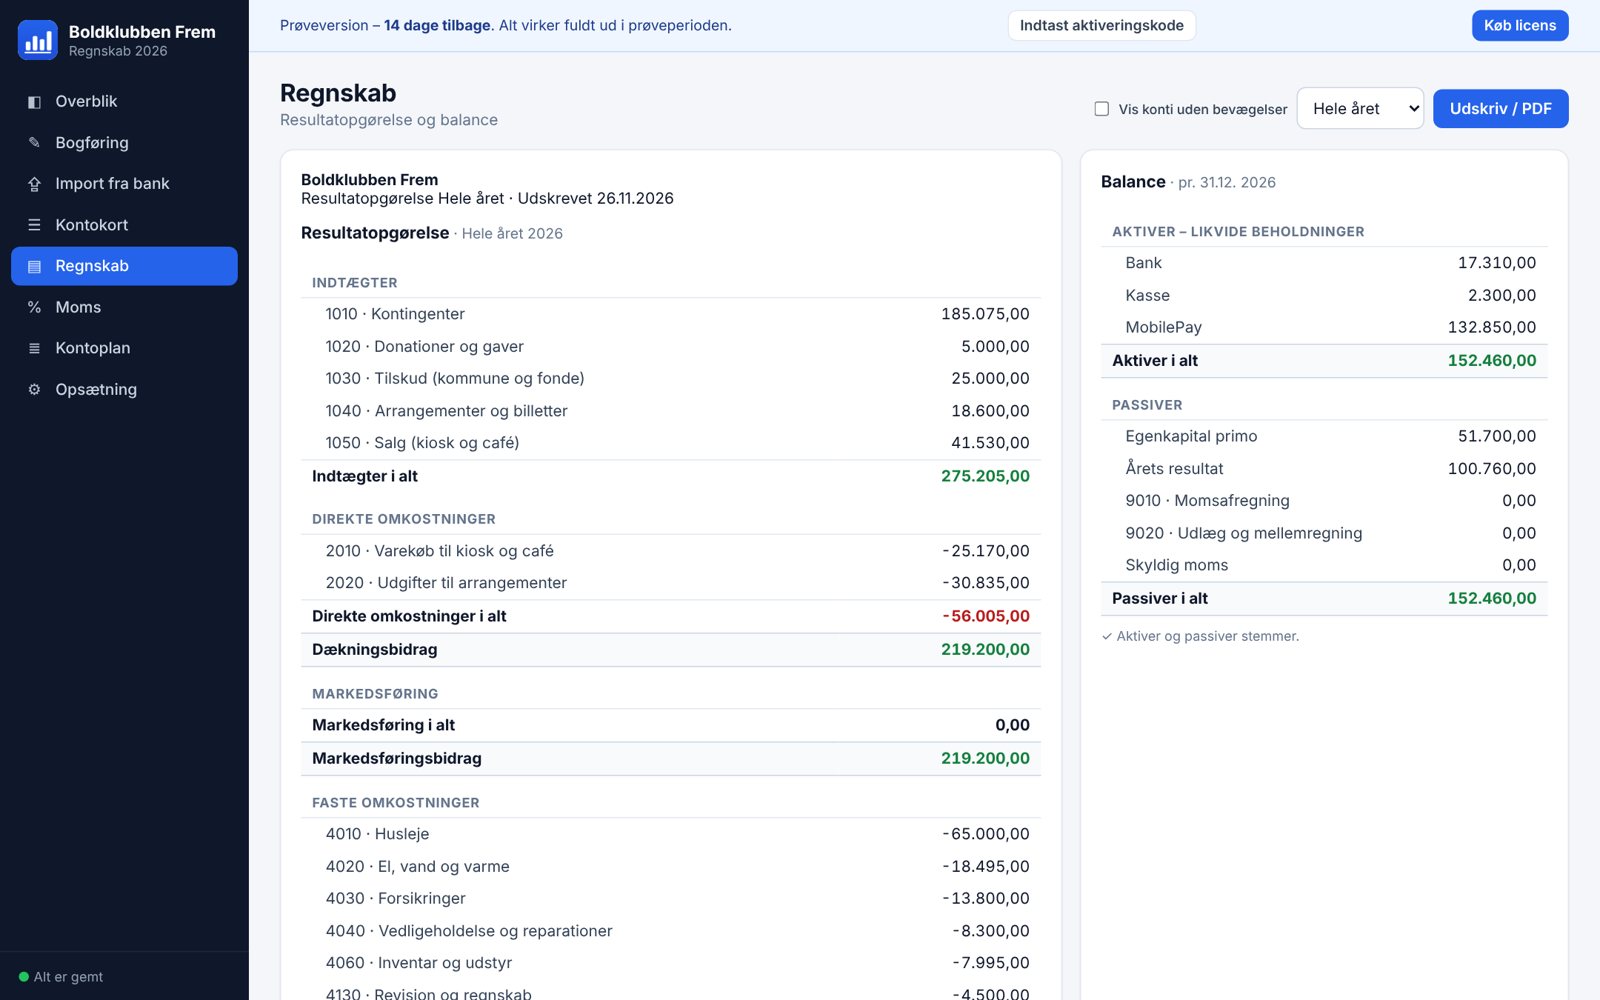 Boldklubben Frem
Regnskab 2026
Overblik
Bogføring
Import fra bank
Kontokort
Regnskab
Moms
Kontoplan
Opsætning
Alt er gemt
Prøveversion – 14 dage tilbage. Alt virker fuldt ud i prøveperioden.
Indtast aktiveringskode
Køb licens
Regnskab
Resultatopgørelse og balance
Vis konti uden bevægelser
Hele året
Udskriv / PDF
Boldklubben Frem
Resultatopgørelse Hele året · Udskrevet 26.11.2026
Resultatopgørelse · Hele året 2026
INDTÆGTER
1010 · Kontingenter 185.075,00
1020 · Donationer og gaver 5.000,00
1030 · Tilskud (kommune og fonde) 25.000,00
1040 · Arrangementer og billetter 18.600,00
1050 · Salg (kiosk og café) 41.530,00
Indtægter i alt 275.205,00
DIREKTE OMKOSTNINGER
2010 · Varekøb til kiosk og café -25.170,00
2020 · Udgifter til arrangementer -30.835,00
Direkte omkostninger i alt -56.005,00
Dækningsbidrag 219.200,00
MARKEDSFØRING
Markedsføring i alt 0,00
Markedsføringsbidrag 219.200,00
FASTE OMKOSTNINGER
4010 · Husleje -65.000,00
4020 · El, vand og varme -18.495,00
4030 · Forsikringer -13.800,00
4040 · Vedligeholdelse og reparationer -8.300,00
4060 · Inventar og udstyr -7.995,00
4130 · Revision og regnskab -4.500,00
Balance · pr. 31.12. 2026
AKTIVER – LIKVIDE BEHOLDNINGER
Bank 17.310,00
Kasse 2.300,00
MobilePay 132.850,00
Aktiver i alt 152.460,00
PASSIVER
Egenkapital primo 51.700,00
Årets resultat 100.760,00
9010 · Momsafregning 0,00
9020 · Udlæg og mellemregning 0,00
Skyldig moms 0,00
Passiver i alt 152.460,00
✓ Aktiver og passiver stemmer.